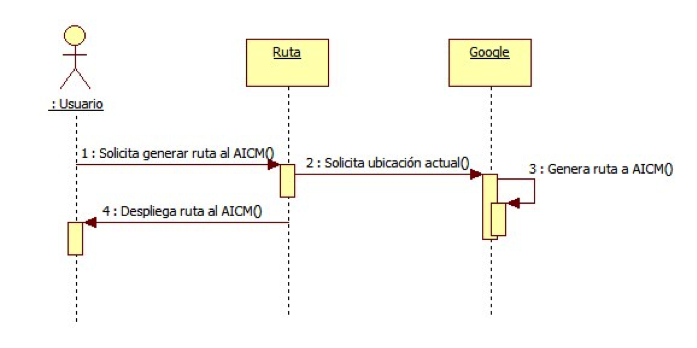 Ruta
Google
: Usuario
1 : Solicita generar ruta al AICM()
2 : Solicita ubicación actual()
3 : Genera ruta a AICM()
4 : Despliega ruta al AICM()